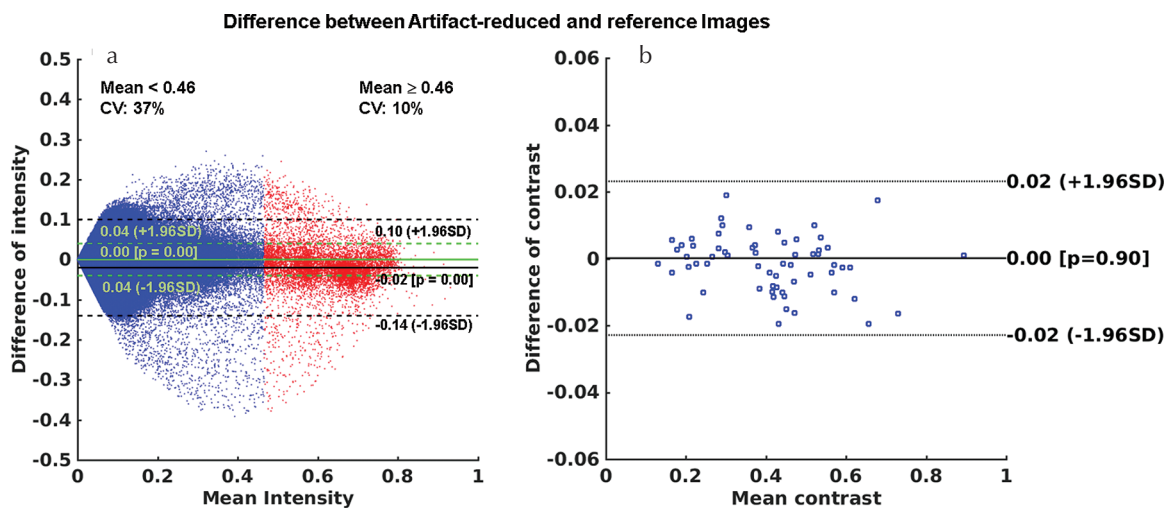 Difference between Artifact-reduced and reference Images
a
Mean < 0.46
CV: 37%
Mean ≥ 0.46
CV: 10%
0.5
0.4
0.3
0.2
0.1
0
-0.1
-0.2
-0.3
-0.4
-0.5
Difference of intensity
0.04 (+1.96SD)
0.00 [p = 0.00]
0.04 (-1.96SD)
0.10 (+1.96SD)
-0.02 [p = 0.00]
-0.14 (-1.96SD)
0 0.2 0.4 0.6 0.8 1
Mean Intensity
b
0.06
0.04
0.02
0
-0.02
-0.04
-0.06
Difference of contrast
0.02 (+1.96SD)
0.00 [p=0.90]
-0.02 (-1.96SD)
0 0.2 0.4 0.6 0.8 1
Mean contrast